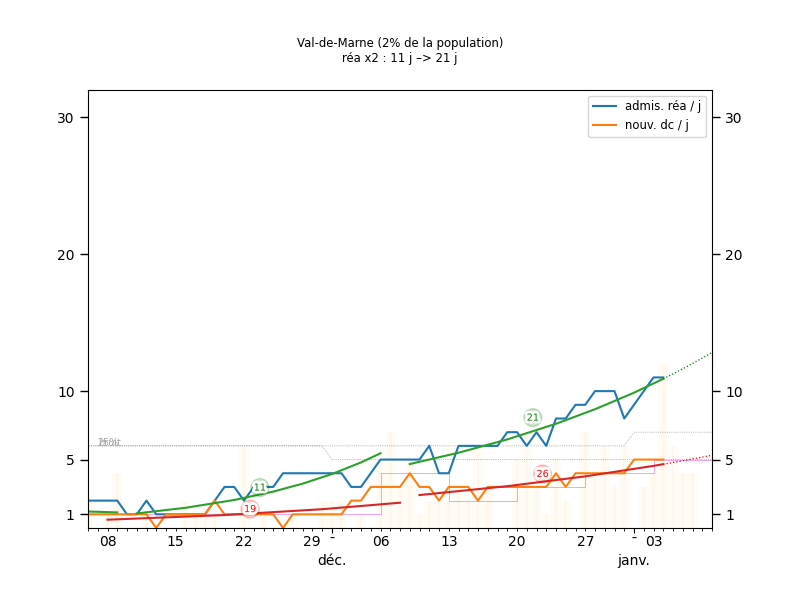 Val-de-Marne (2% de la population)
réa x2 : 11 j –> 21 j
admis. réa / j
nouv. dc / j
30 30
20 20
10 10
5 5
1 1
21
26
11
19
08 15 22 29 06 13 20 27 03
déc. janv.